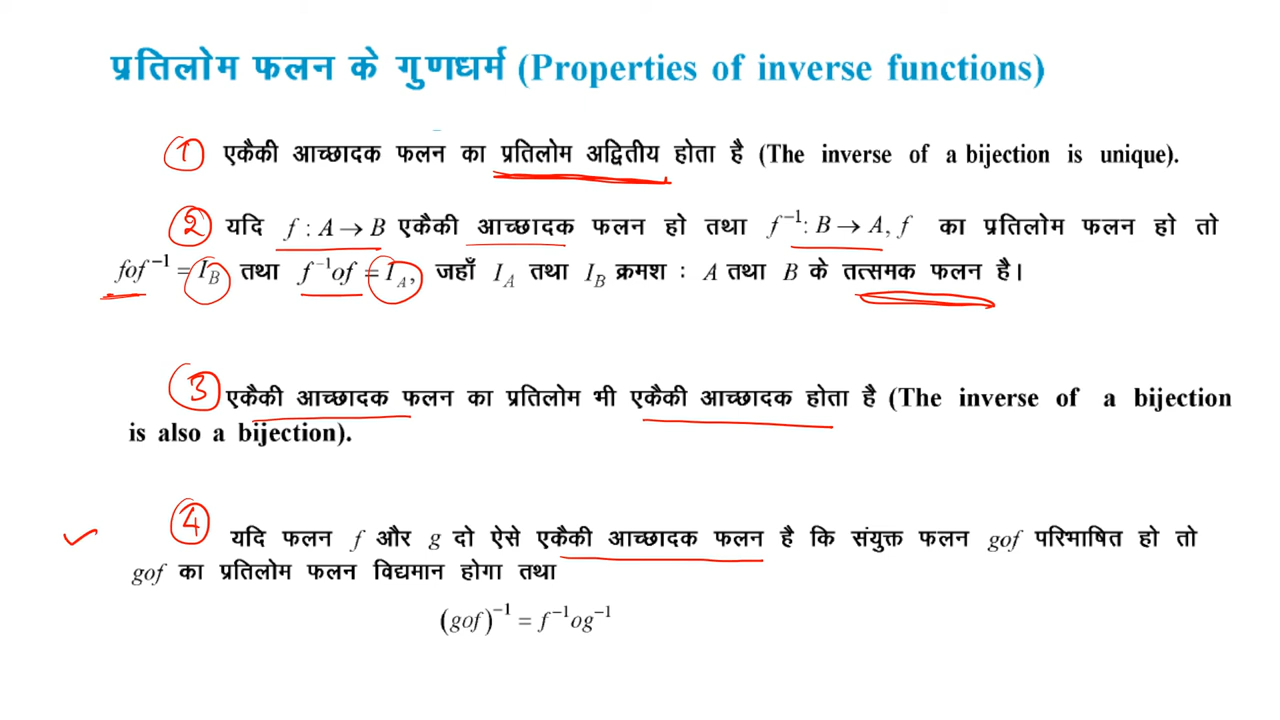 प्रतिलोम फलन के गुणधर्म (Properties of inverse functions)
1 एकैकी आच्छादक फलन का प्रतिलोम अद्वितीय होता है (The inverse of a bijection is unique).
2 यदि f : A → B एकैकी आच्छादक फलन हो तथा f⁻¹: B → A, f का प्रतिलोम फलन हो तो
fof⁻¹ = I_B तथा f⁻¹of = I_A, जहाँ I_A तथा I_B क्रमश : A तथा B के तत्समक फलन है।
3 एकैकी आच्छादक फलन का प्रतिलोम भी एकैकी आच्छादक होता है (The inverse of a bijection
is also a bijection).
4 यदि फलन f और g दो ऐसे एकैकी आच्छादक फलन है कि संयुक्त फलन gof परिभाषित हो तो
gof का प्रतिलोम फलन विद्यमान होगा तथा
(gof)⁻¹ = f⁻¹og⁻¹